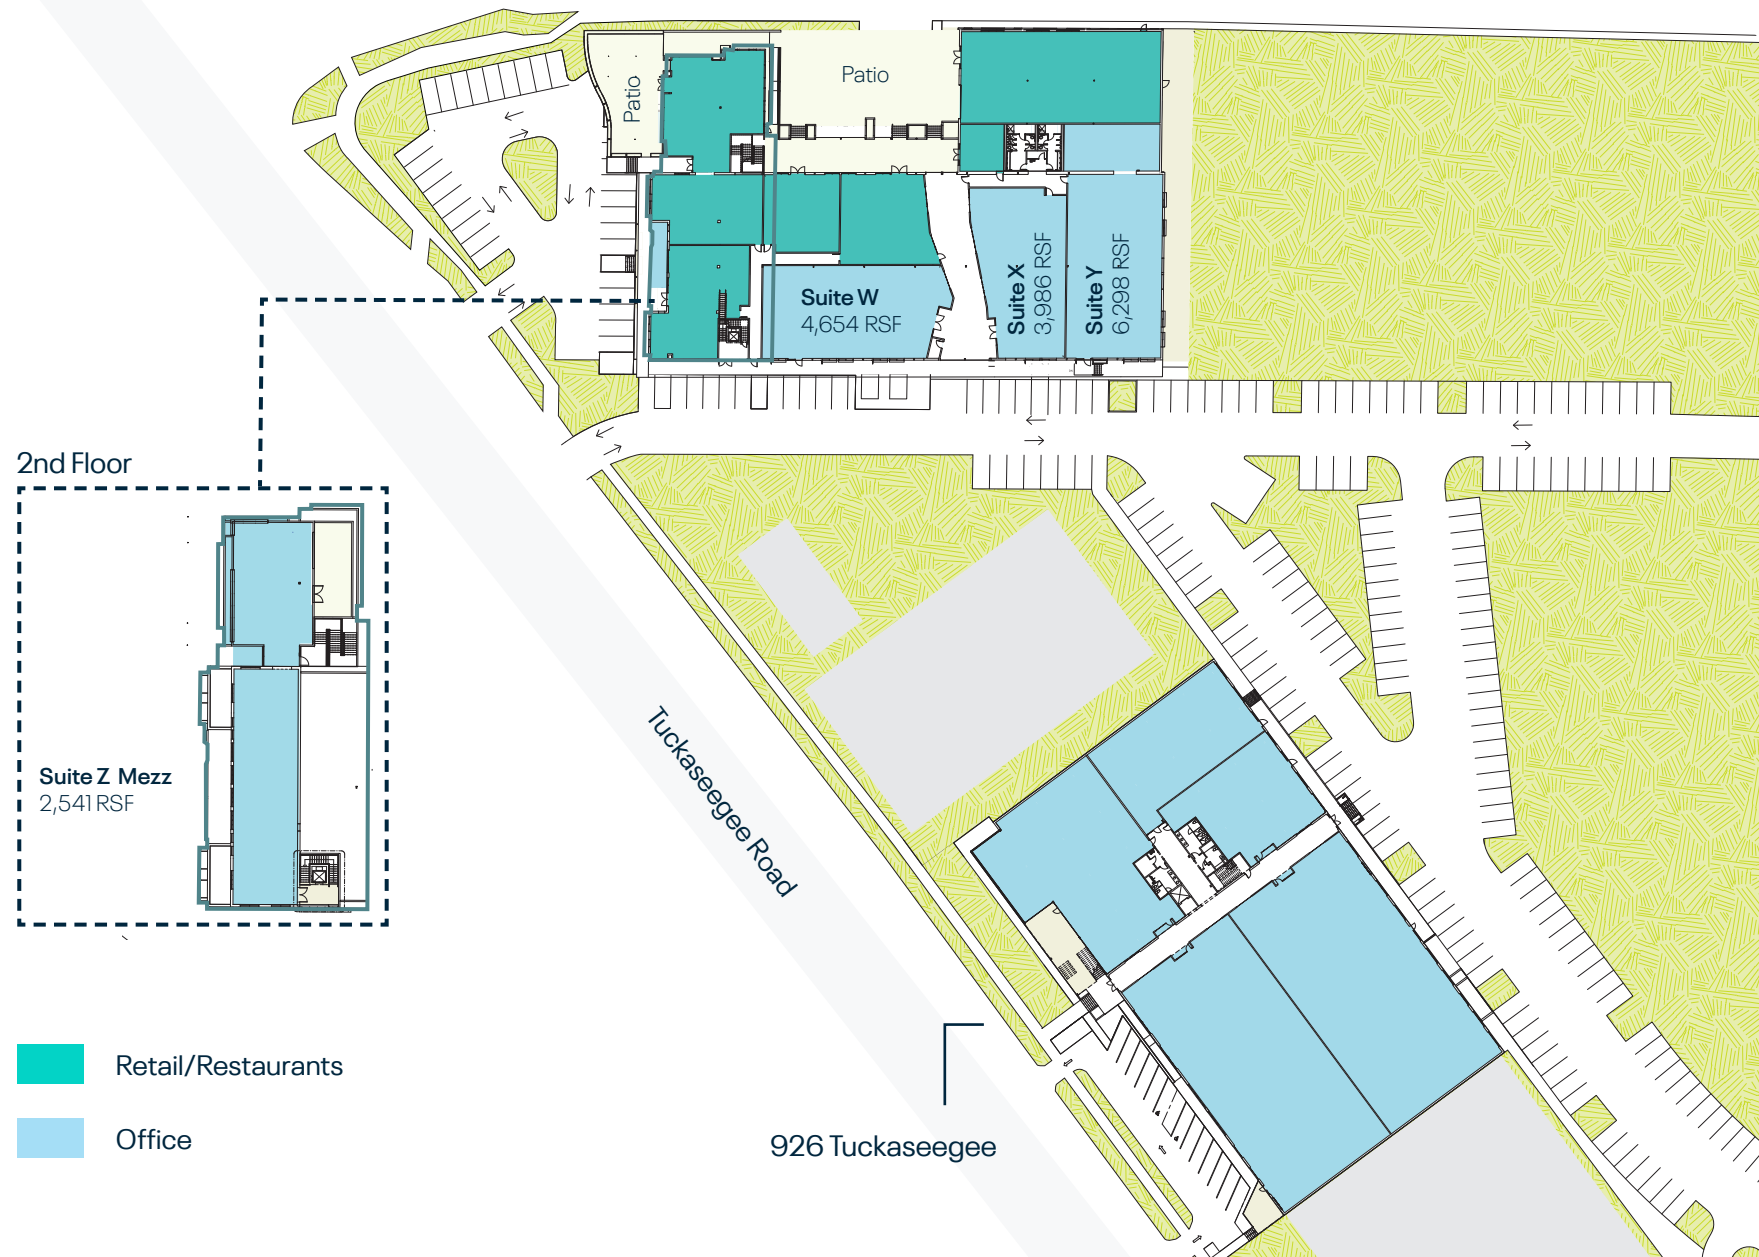 Patio
Patio
Suite W
4,654 RSF
Suite X
3,986 RSF
Suite Y
6,298 RSF
2nd Floor
Suite Z Mezz
2,541 RSF
Tuckaseegee Road
Retail/Restaurants
Office
926 Tuckaseegee